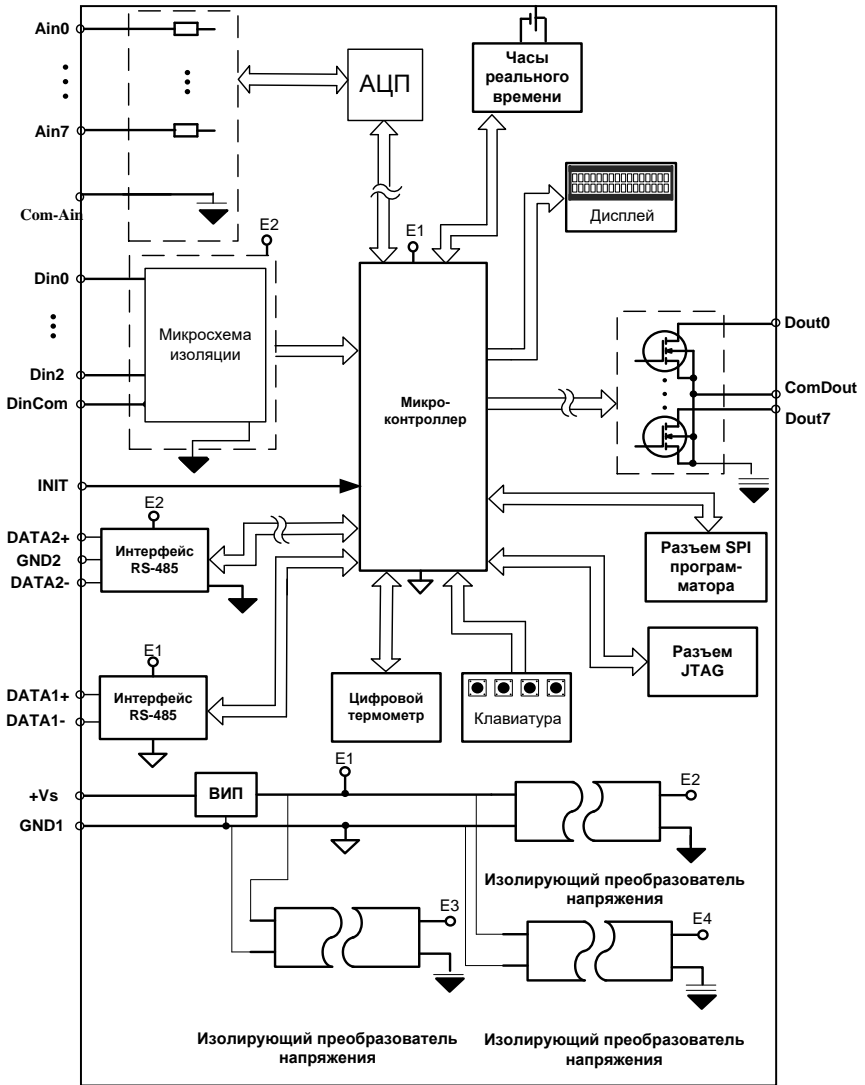 Ain0
Ain7
Com-Ain
АЦП
Часы
реального
времени
Дисплей
E2
E1
Din0
Din2
DinCom
Микросхема
изоляции
Микро-
контроллер
Dout0
ComDout
Dout7
INIT
E2
DATA2+
GND2
DATA2-
Интерфейс
RS-485
Разъем SPI
програм-
матора
E1
DATA1+
DATA1-
Интерфейс
RS-485
Цифровой
термометр
Клавиатура
Разъем
JTAG
+Vs
GND1
ВИП
E1
E2
Изолирующий преобразователь
напряжения
E3
E4
Изолирующий преобразователь
напряжения
Изолирующий преобразователь
напряжения